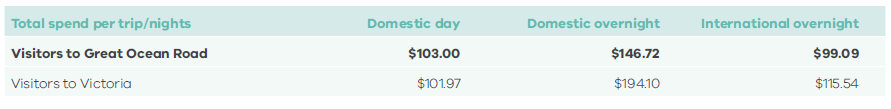 Total spend per trip/nights Domestic day Domestic overnight International overnight
Visitors to Great Ocean Road $103.00 $146.72 $99.09
Visitors to Victoria $101.97 $194.10 $115.54